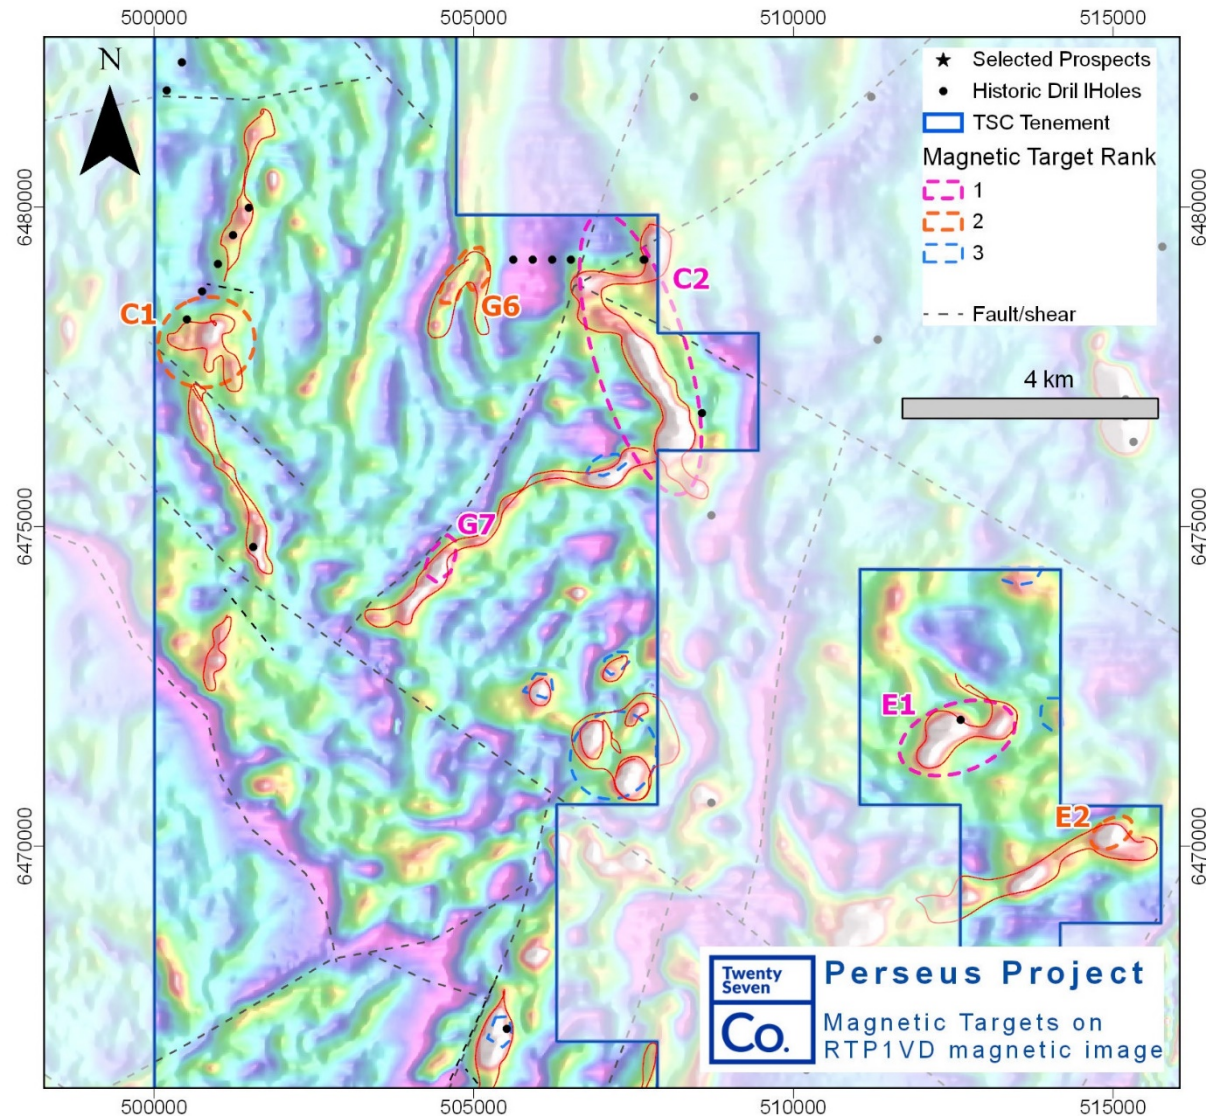 500000 505000 510000 515000
N
Selected Prospects
Historic Dril lHoles
TSC Tenement
Magnetic Target Rank
1
2
3
Fault/shear
4 km
6480000 6480000
C1
G6
C2
G7
6475000 6475000
E1
E2
6470000 6470000
Twenty
Seven
Co.
Perseus Project
Magnetic Targets on
RTP1VD magnetic image
500000 505000 510000 515000